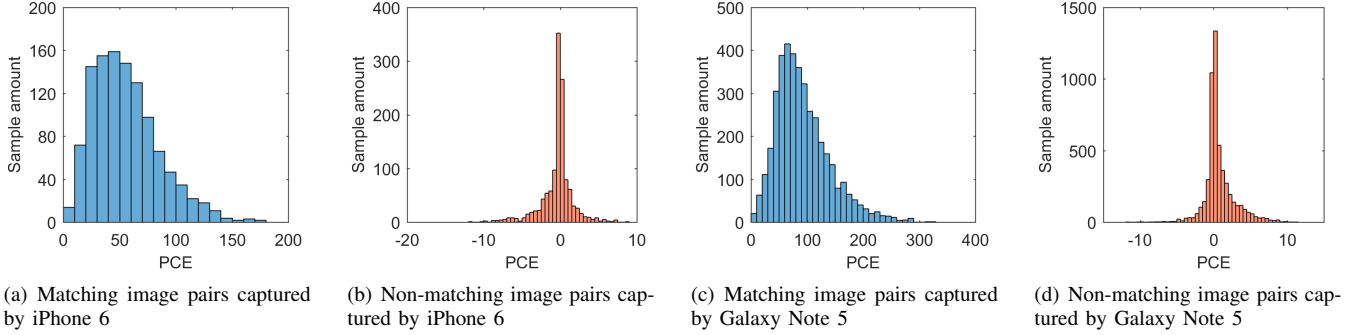 200
160
120
80
40
0
0 50 100 150 200
Sample amount
PCE
400
300
200
100
0
-20 -10 0 10
Sample amount
PCE
500
400
300
200
100
0
0 100 200 300 400
Sample amount
PCE
1500
1000
500
0
-10 0 10
Sample amount
PCE
(a) Matching image pairs captured
by iPhone 6
(b) Non-matching image pairs cap-
tured by iPhone 6
(c) Matching image pairs captured
by Galaxy Note 5
(d) Non-matching image pairs cap-
tured by Galaxy Note 5